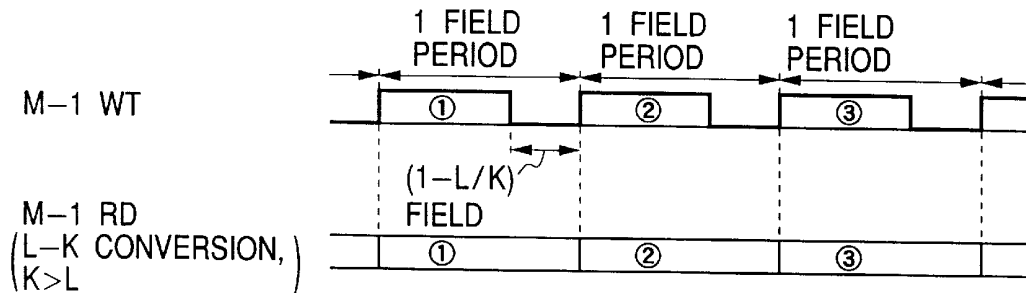 1 FIELD PERIOD
1 FIELD PERIOD
1 FIELD PERIOD
M-1 WT
① ② ③
(1-L/K) FIELD
M-1 RD
(L-K CONVERSION, K>L)
① ② ③